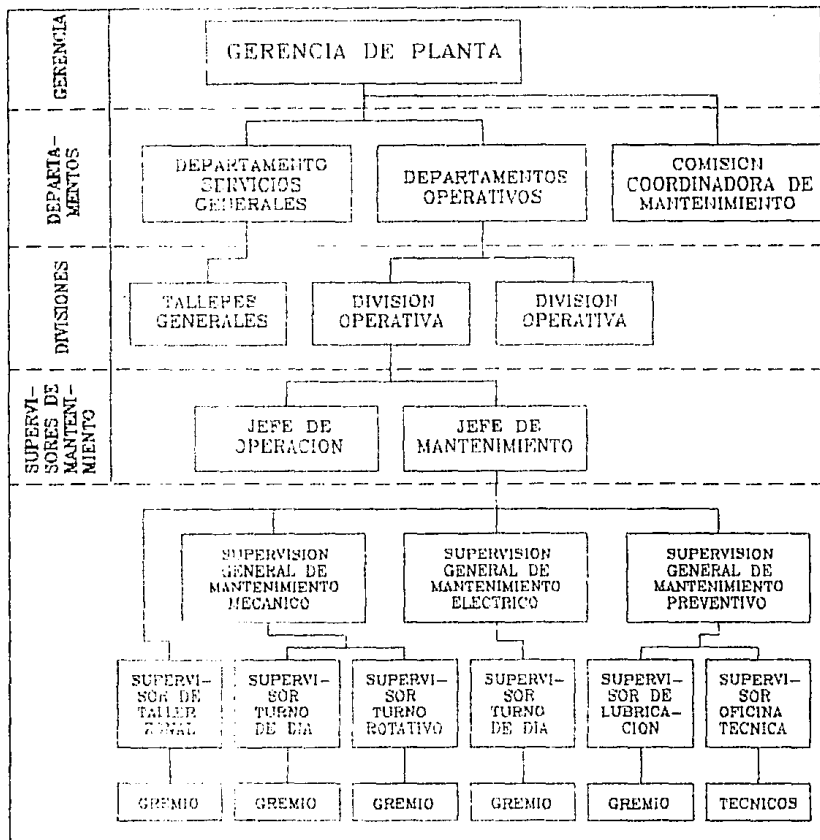 GERENCIA
GERENCIA DE PLANTA
DEPARTA-
MENTOS
DEPARTAMENTO
SERVICIOS
GENERALES
DEPARTAMENTOS
OPERATIVOS
COMISION
COORDINADORA DE
MANTENIMIENTO
DIVISIONES
TALLERES
GENERALES
DIVISION
OPERATIVA
DIVISION
OPERATIVA
SUPERVI-
SORES DE
MANTENI-
MIENTO
JEFE DE
OPERACION
JEFE DE
MANTENIMIENTO
SUPERVISION
GENERAL DE
MANTENIMIENTO
MECANICO
SUPERVISION
GENERAL DE
MANTENIMIENTO
ELECTRICO
SUPERVISION
GENERAL DE
MANTENIMIENTO
PREVENTIVO
SUPERVI-
SOR DE
TALLER
ZONAL
SUPERVI-
SOR
TURNO
DE DIA
SUPERVI-
SOR
TURNO
ROTATIVO
SUPERVI-
SOR
TURNO
DE DIA
SUPERVI-
SOR DE
LUBRICA-
CION
SUPERVI-
SOR
OFICINA
TECNICA
GREMIO
GREMIO
GREMIO
GREMIO
GREMIO
TECNICOS